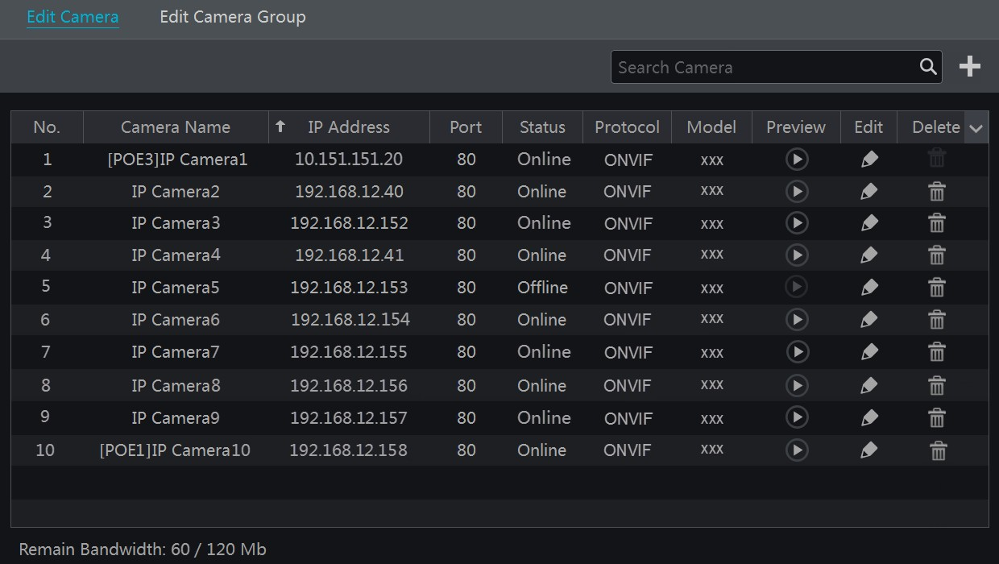 Edit Camera Edit Camera Group
Search Camera
No. Camera Name IP Address Port Status Protocol Model Preview Edit Delete
1 [POE3]IP Camera1 10.151.151.20 80 Online ONVIF xxx
2 IP Camera2 192.168.12.40 80 Online ONVIF xxx
3 IP Camera3 192.168.12.152 80 Online ONVIF xxx
4 IP Camera4 192.168.12.41 80 Online ONVIF xxx
5 IP Camera5 192.168.12.153 80 Offline ONVIF xxx
6 IP Camera6 192.168.12.154 80 Online ONVIF xxx
7 IP Camera7 192.168.12.155 80 Online ONVIF xxx
8 IP Camera8 192.168.12.156 80 Online ONVIF xxx
9 IP Camera9 192.168.12.157 80 Online ONVIF xxx
10 [POE1]IP Camera10 192.168.12.158 80 Online ONVIF xxx
Remain Bandwidth: 60 / 120 Mb